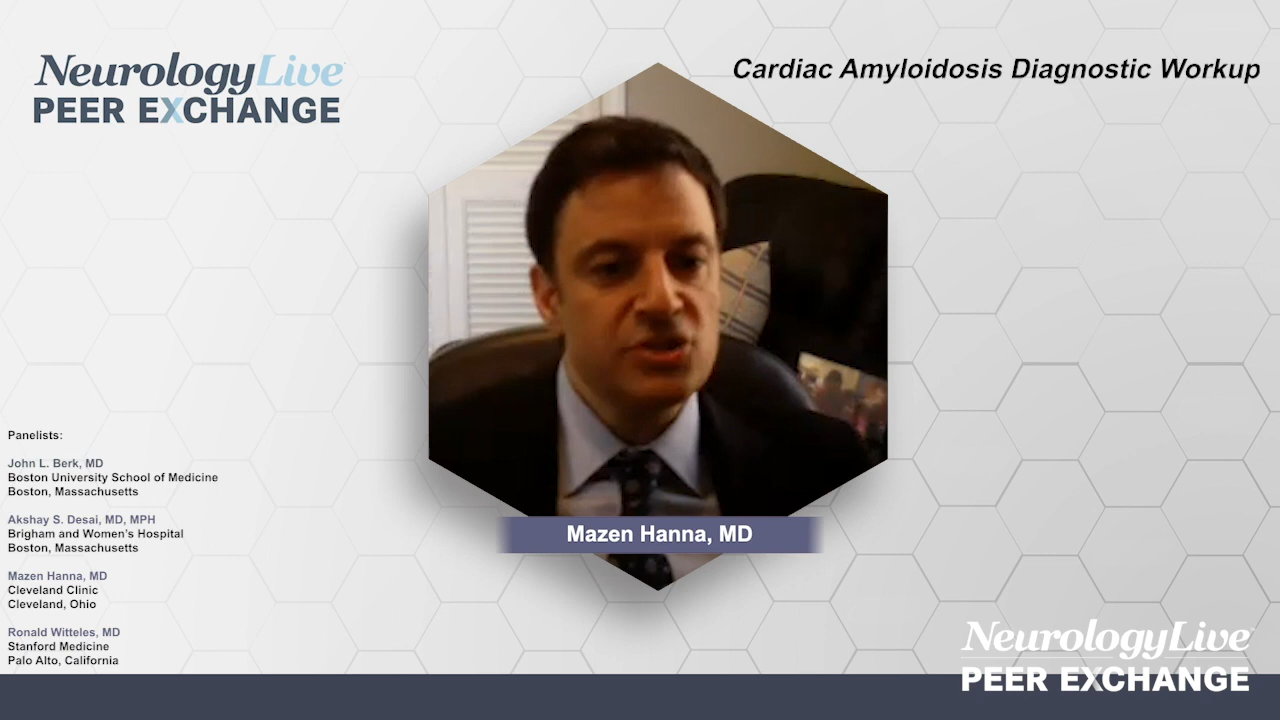 NeurologyLive
PEER EXCHANGE
Cardiac Amyloidosis Diagnostic Workup
Panelists:
John L. Berk, MD
Boston University School of Medicine
Boston, Massachusetts
Akshay S. Desai, MD, MPH
Brigham and Women's Hospital
Boston, Massachusetts
Mazen Hanna, MD
Cleveland Clinic
Cleveland, Ohio
Ronald Witteles, MD
Stanford Medicine
Palo Alto, California
Mazen Hanna, MD
NeurologyLive
PEER EXCHANGE